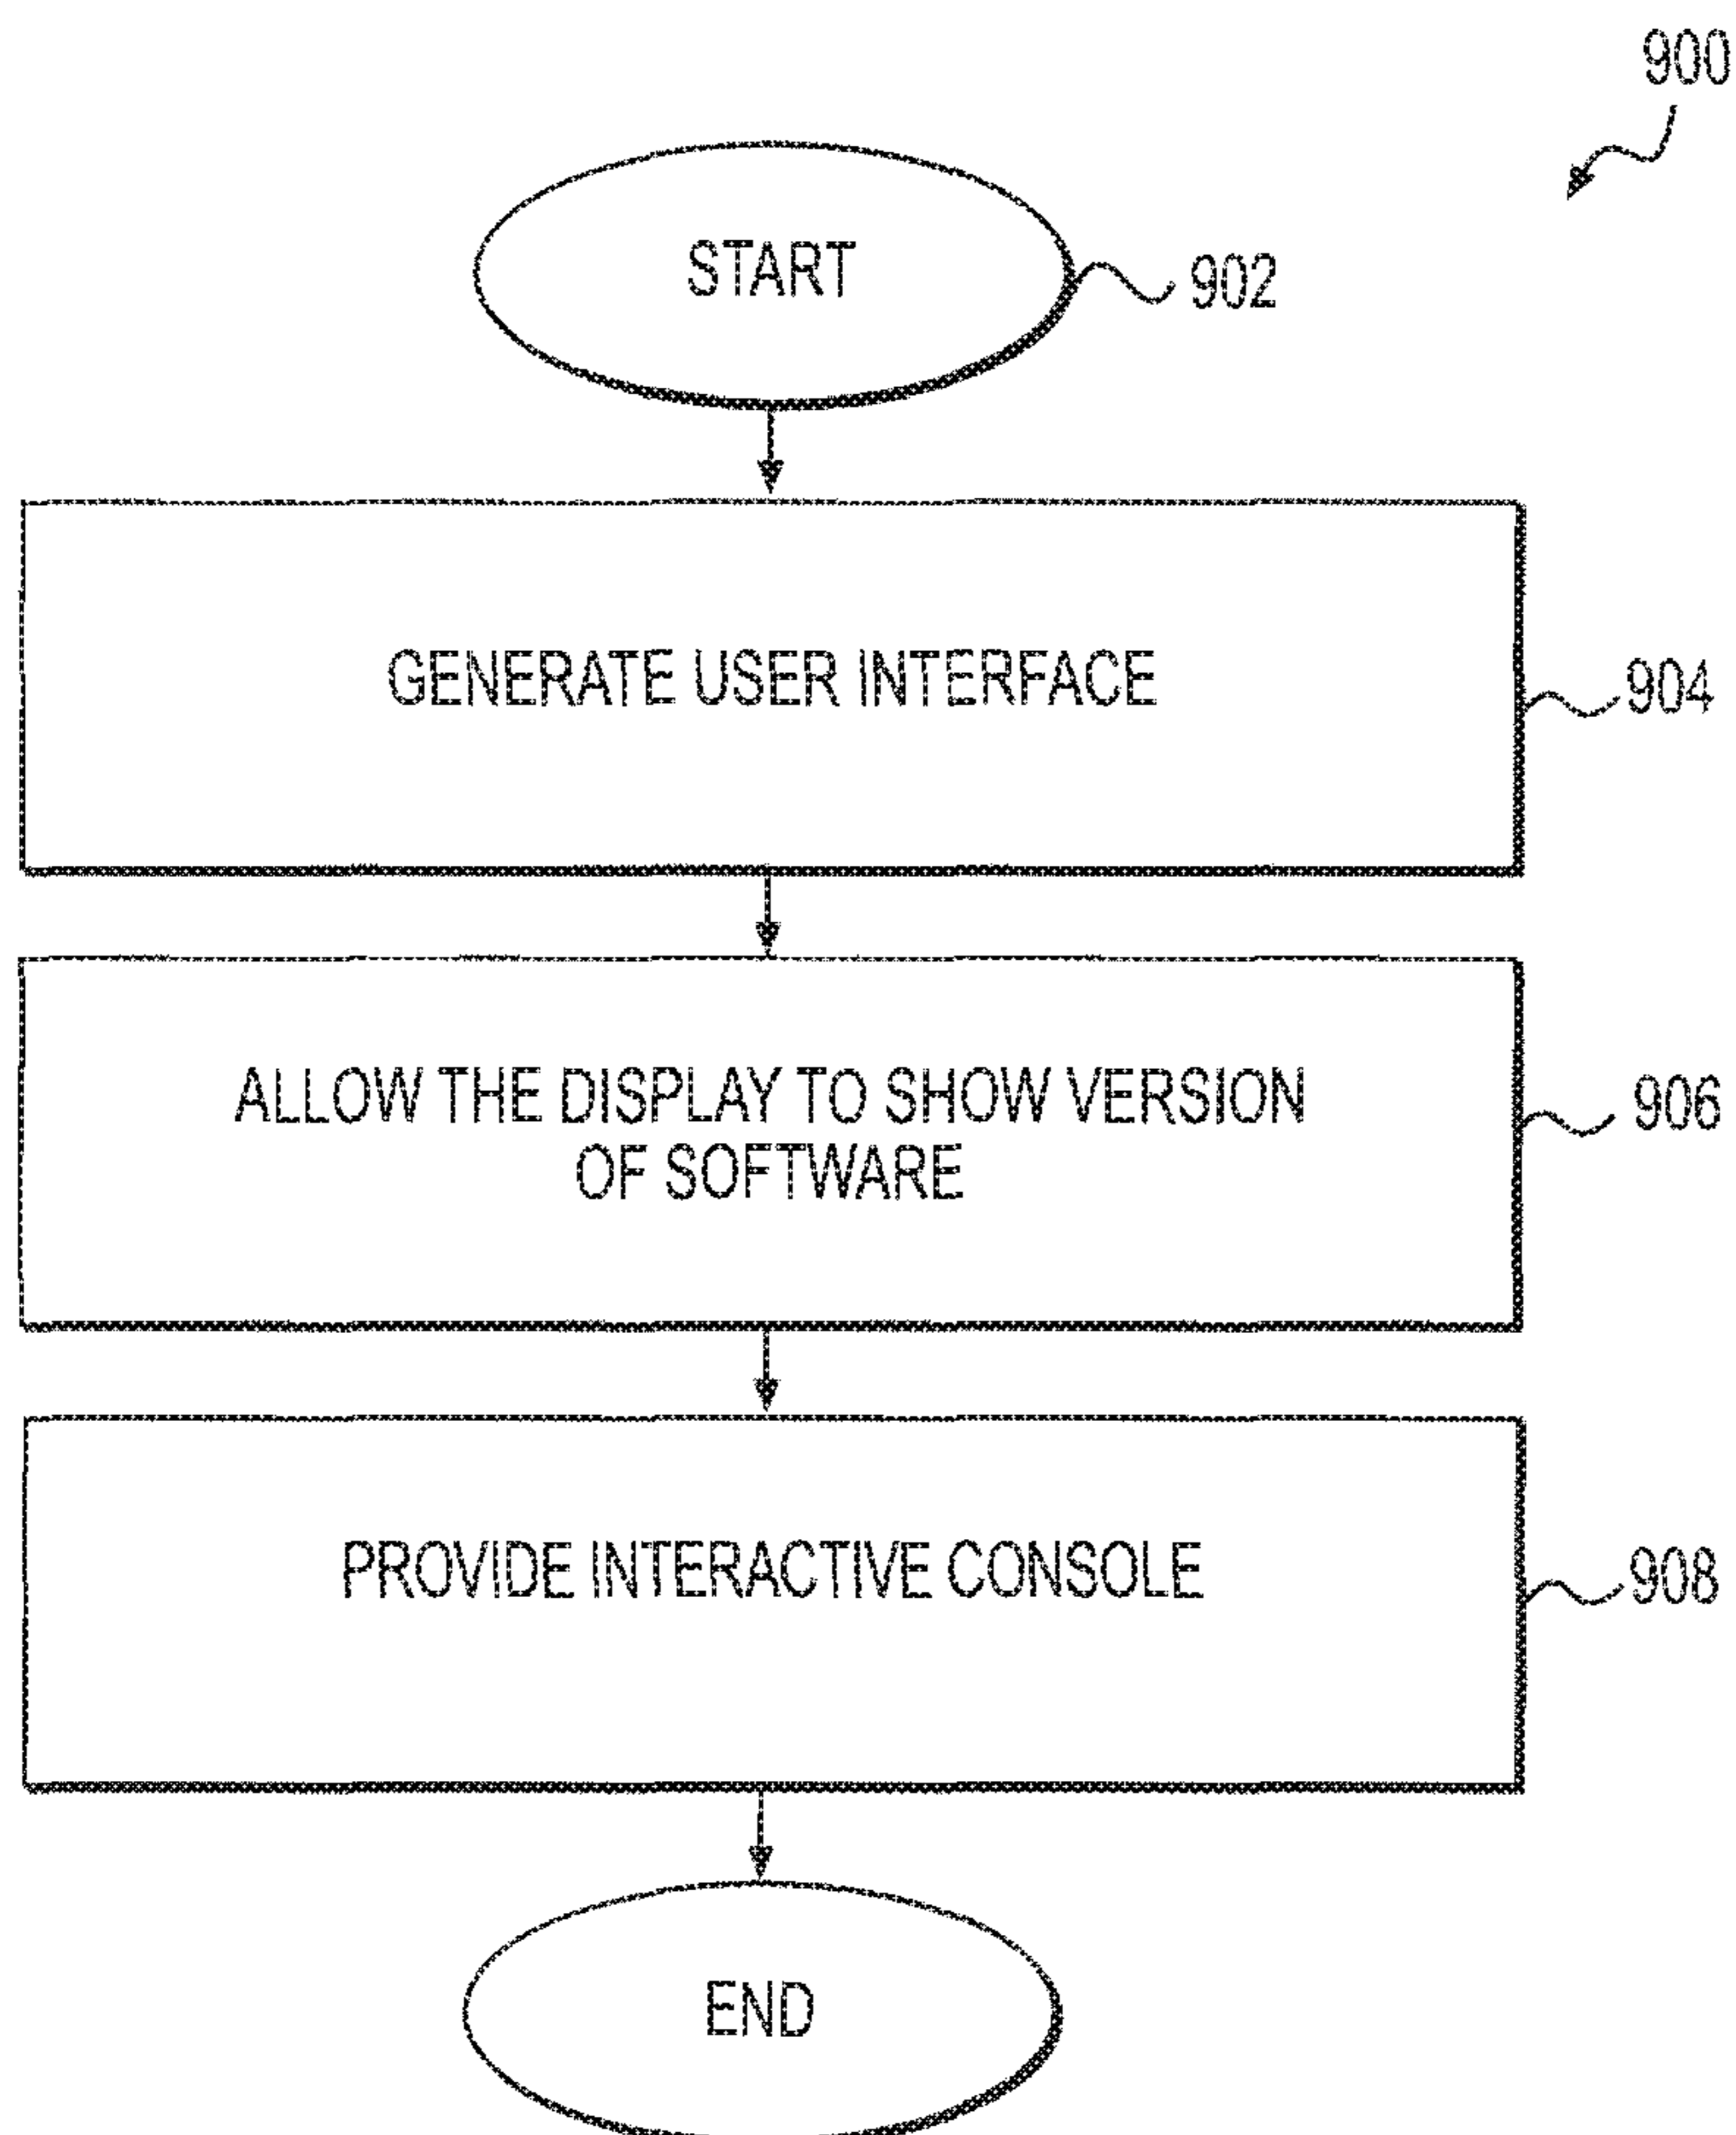 900
START
902
GENERATE USER INTERFACE
904
ALLOW THE DISPLAY TO SHOW VERSION
OF SOFTWARE
906
PROVIDE INTERACTIVE CONSOLE
908
END